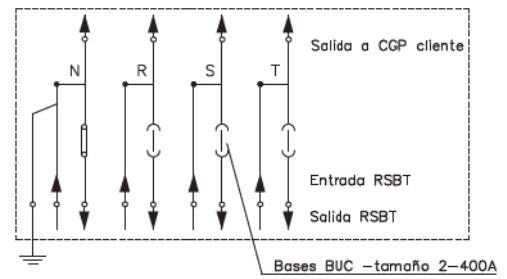 Salida a CGP cliente
N R S T
Entrada RSBT
Salida RSBT
Bases BUC -tamaño 2-400A